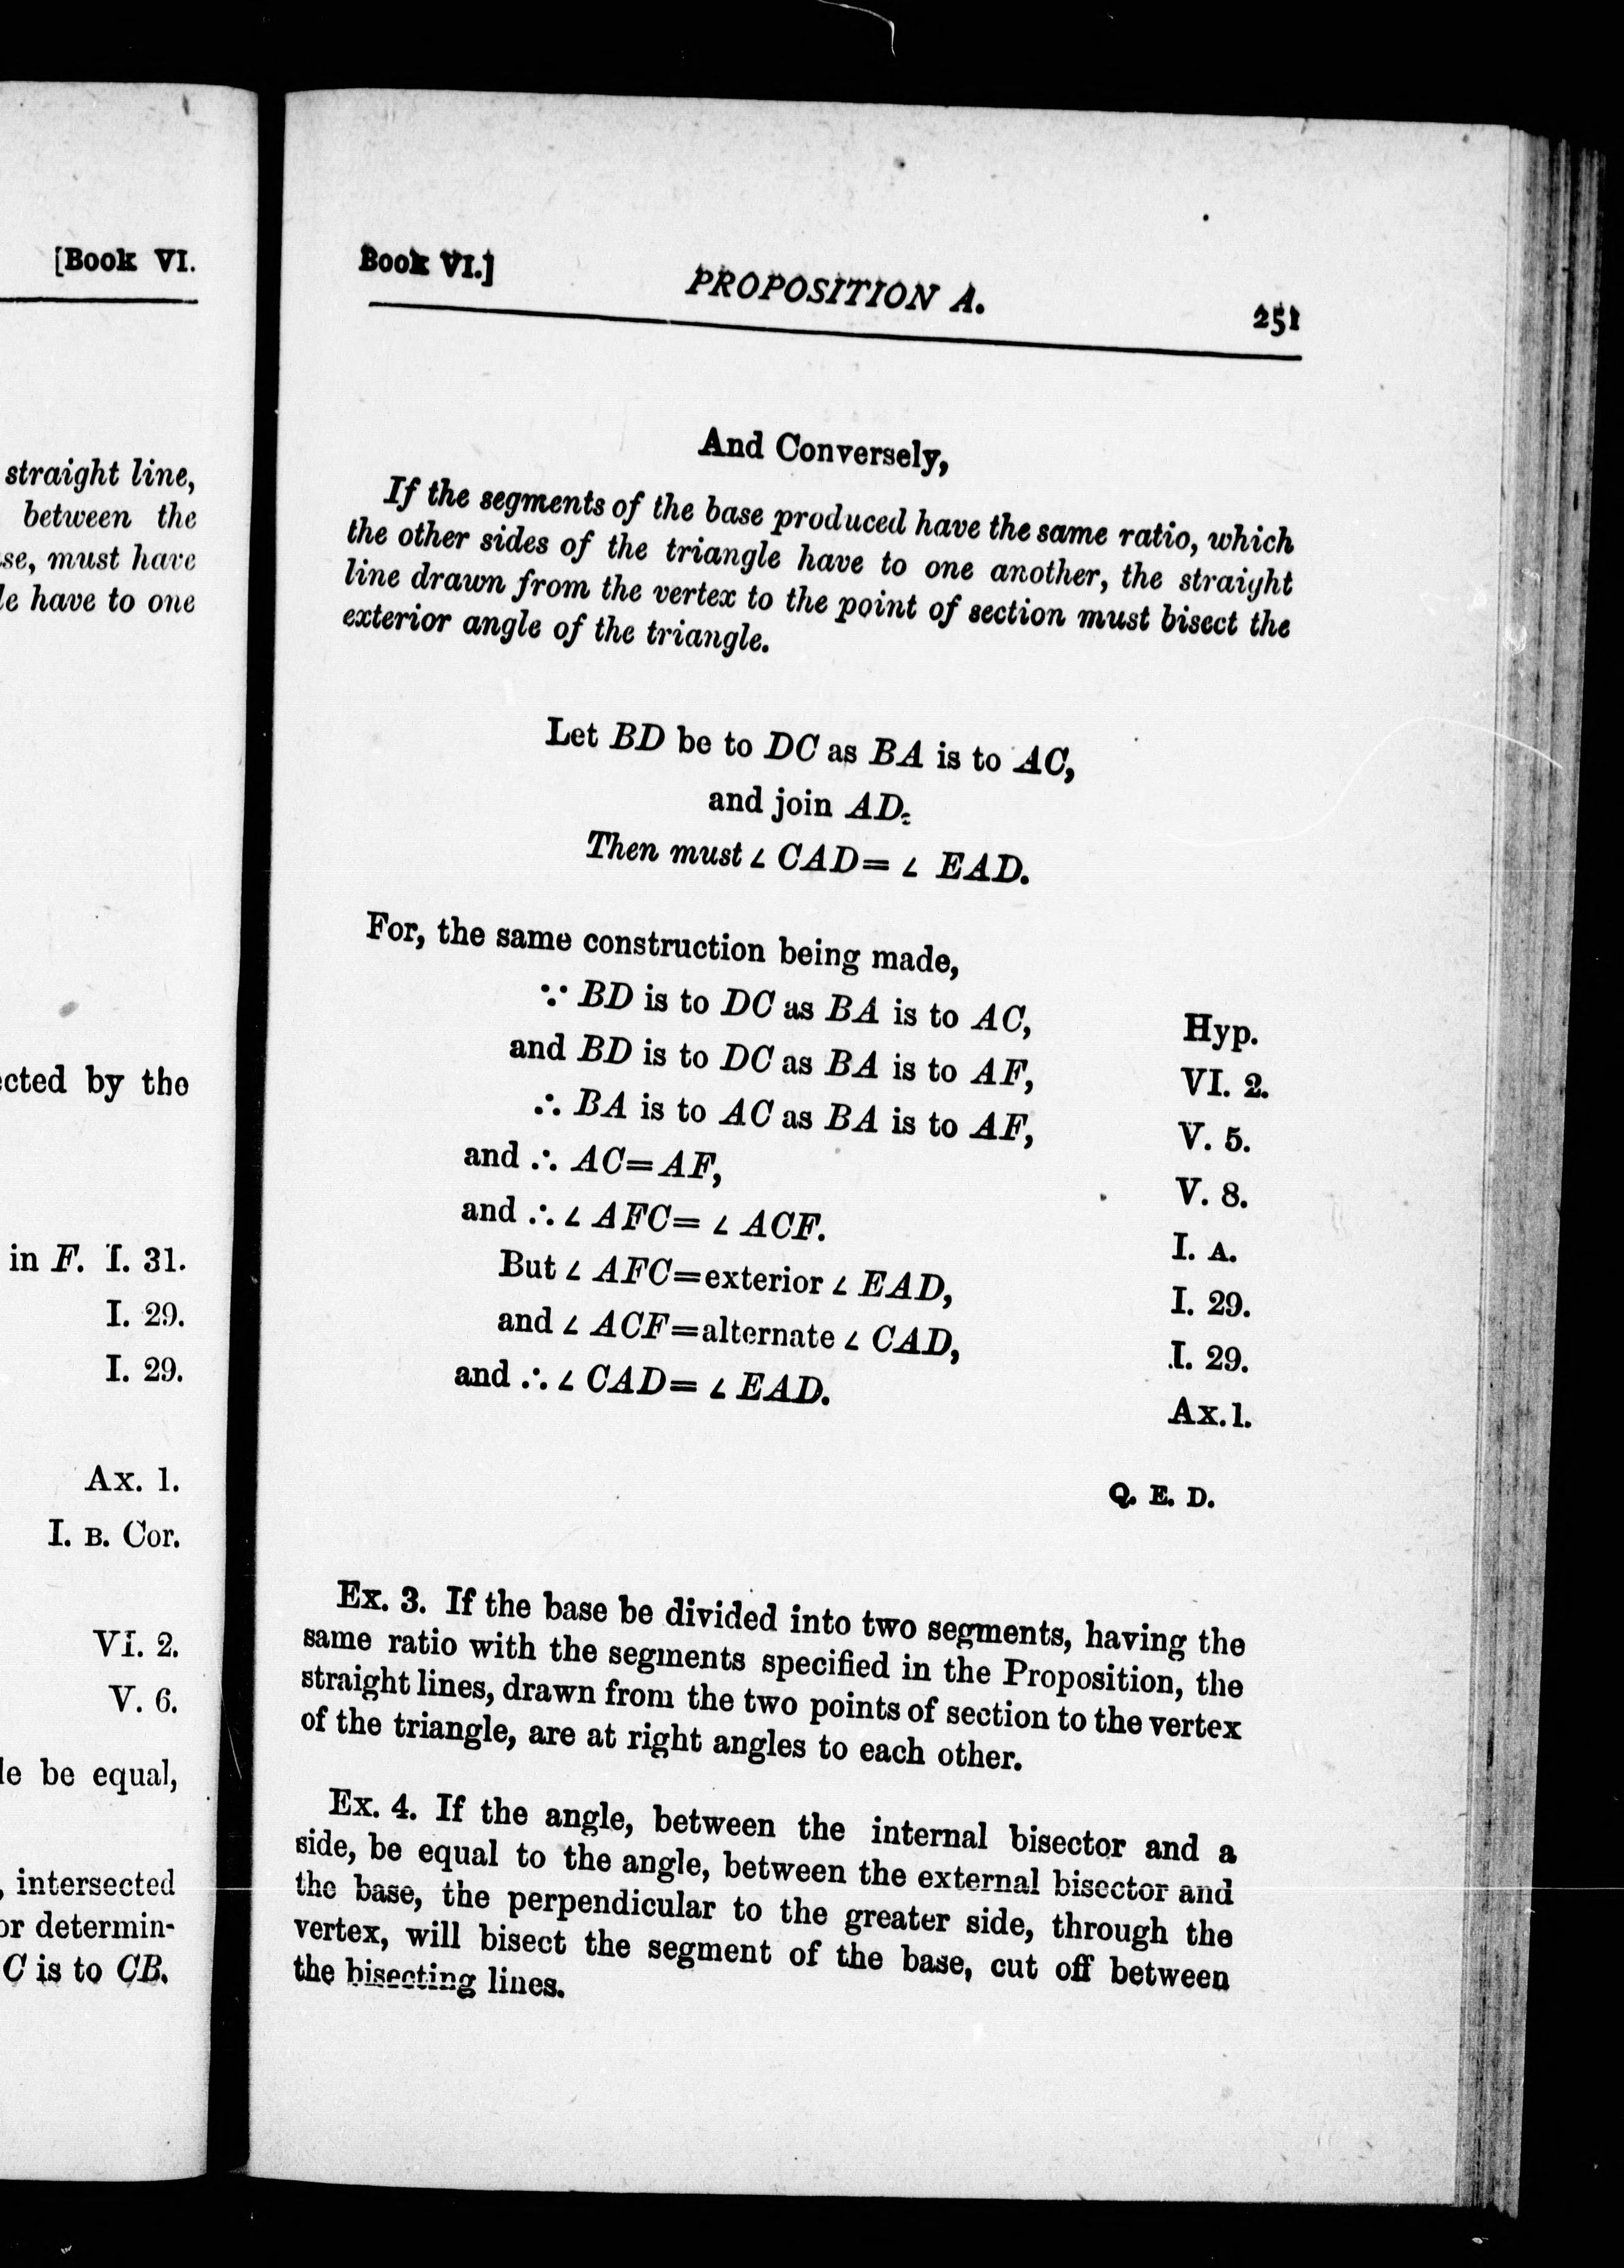 [Book VI.
straight line,
between the
se, must have
le have to one
cted by the
in F. I. 31.
I. 29.
I. 29.
Ax. 1.
I. B. Cor.
VI. 2.
V. 6.
le be equal,
, intersected
or determin-
C is to CB.
Book VI.] PROPOSITION A. 251
And Conversely,
If the segments of the base produced have the same ratio, which
the other sides of the triangle have to one another, the straight
line drawn from the vertex to the point of section must bisect the
exterior angle of the triangle.
Let BD be to DC as BA is to AC,
and join AD.
Then must ∠ CAD= ∠ EAD.
For, the same construction being made,
∵ BD is to DC as BA is to AC, Hyp.
and BD is to DC as BA is to AF, VI. 2.
∴ BA is to AC as BA is to AF, V. 5.
and ∴ AC=AF, V. 8.
and ∴ ∠ AFC= ∠ ACF. I. A.
But ∠ AFC=exterior ∠ EAD, I. 29.
and ∠ ACF=alternate ∠ CAD, I. 29.
and ∴ ∠ CAD= ∠ EAD. Ax. 1.
Q. E. D.
Ex. 3. If the base be divided into two segments, having the
same ratio with the segments specified in the Proposition, the
straight lines, drawn from the two points of section to the vertex
of the triangle, are at right angles to each other.
Ex. 4. If the angle, between the internal bisector and a
side, be equal to the angle, between the external bisector and
the base, the perpendicular to the greater side, through the
vertex, will bisect the segment of the base, cut off between
the bisecting lines.